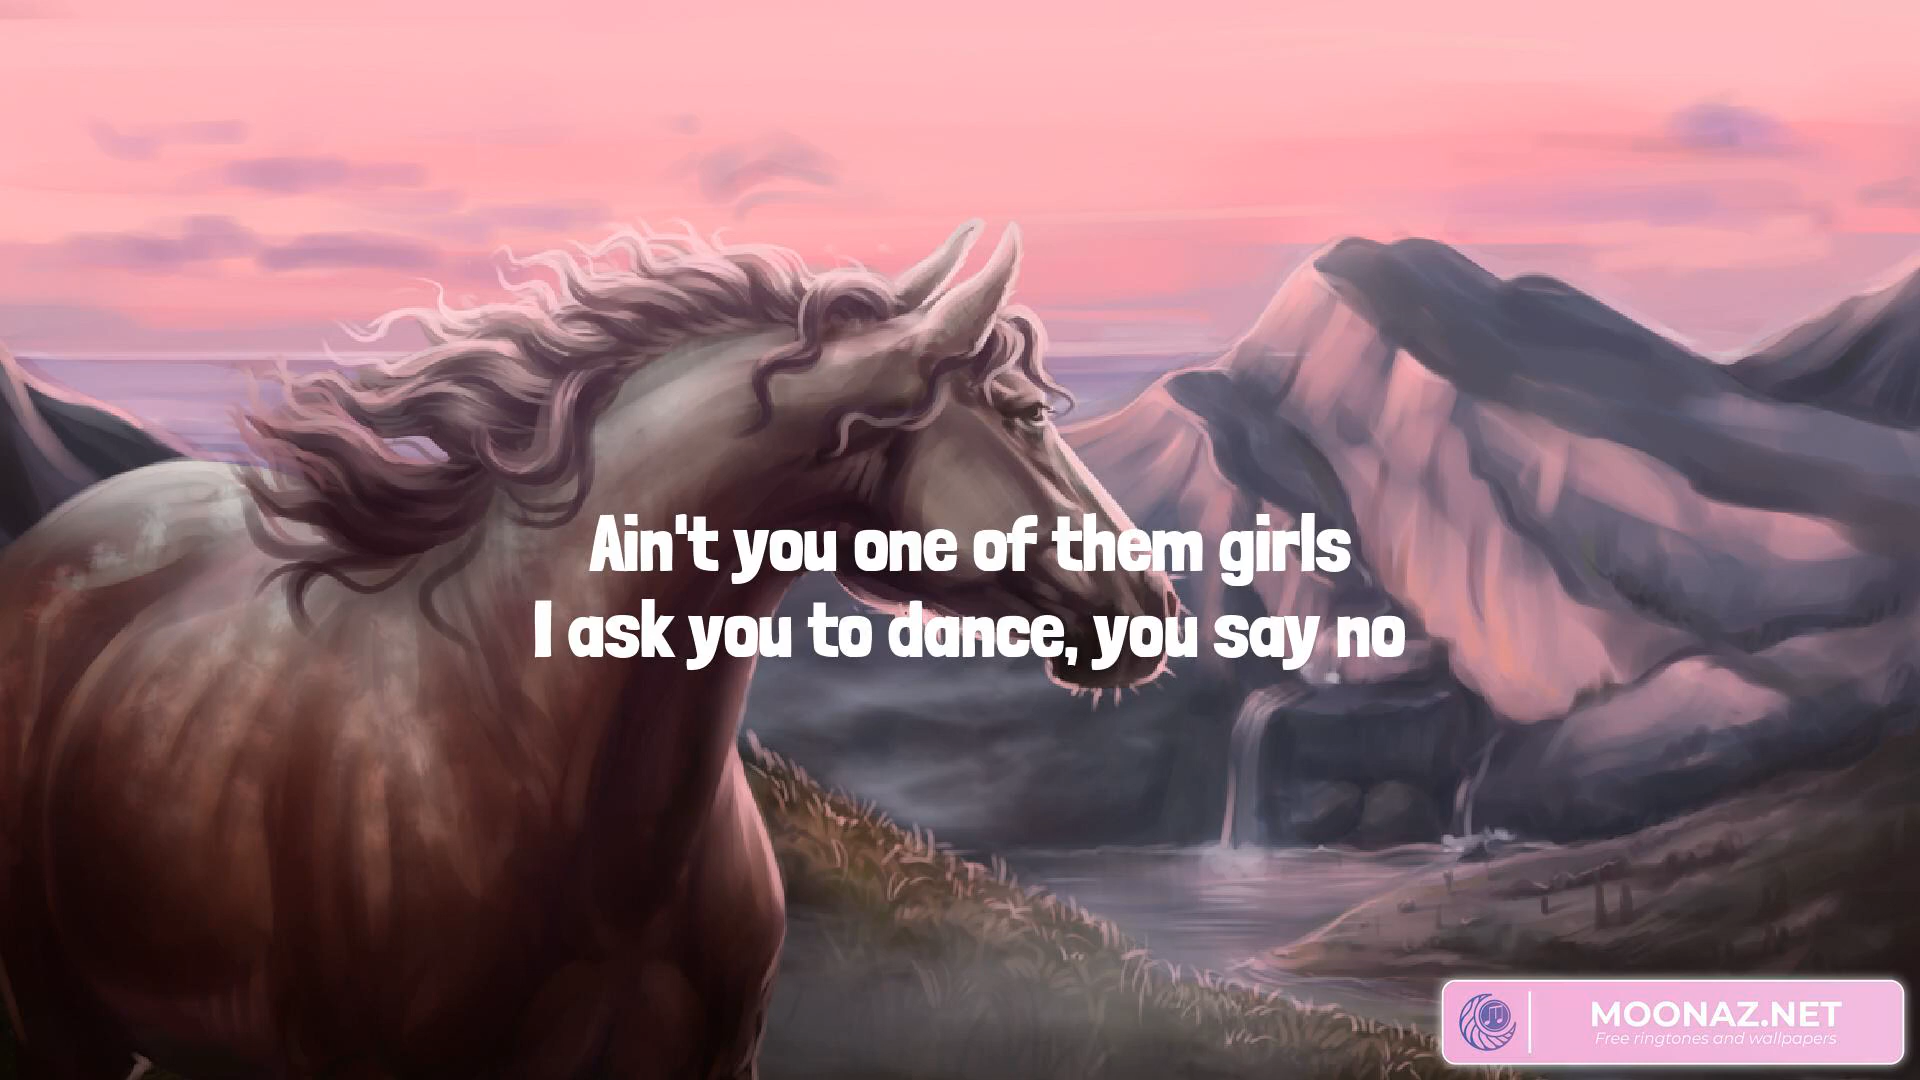 Ain't you one of them girls
I ask you to dance, you say no
MOONAZ.NET
Free ringtones and wallpapers